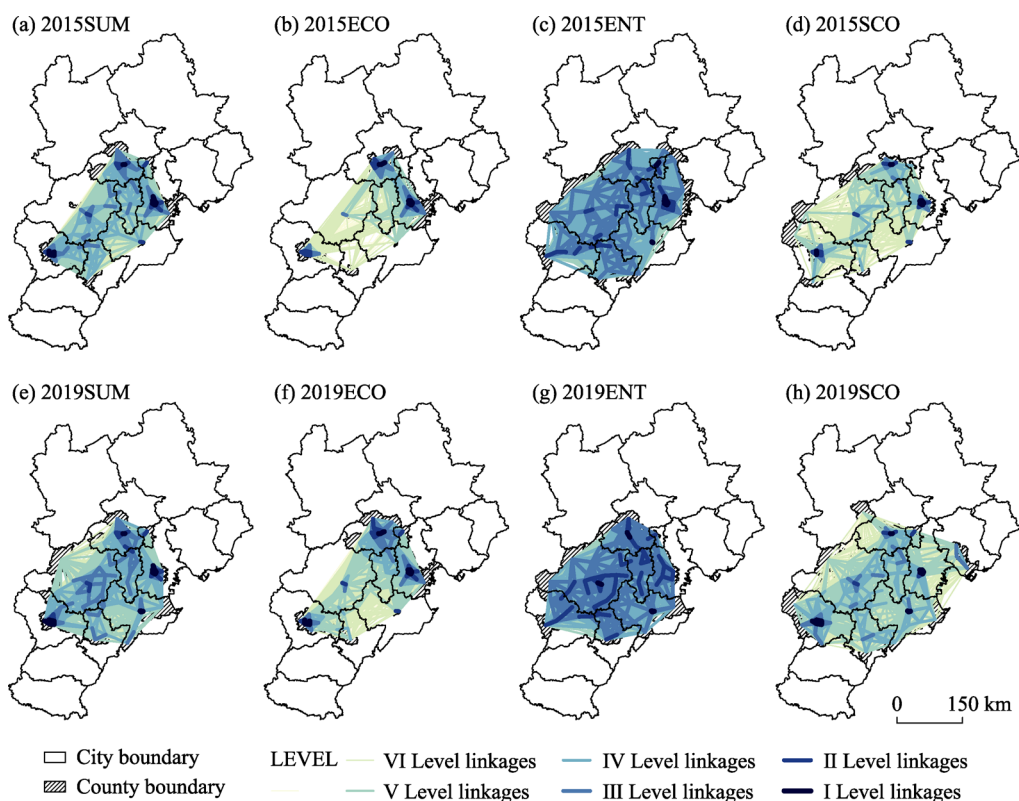 (a) 2015SUM (b) 2015ECO (c) 2015ENT (d) 2015SCO
(e) 2019SUM (f) 2019ECO (g) 2019ENT (h) 2019SCO
0 150 km
City boundary LEVEL VI Level linkages IV Level linkages II Level linkages
County boundary V Level linkages III Level linkages I Level linkages